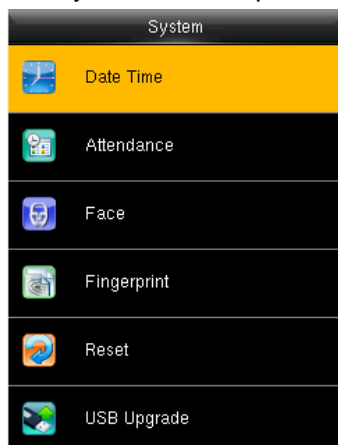 System
Date Time
Attendance
Face
Fingerprint
Reset
USB Upgrade